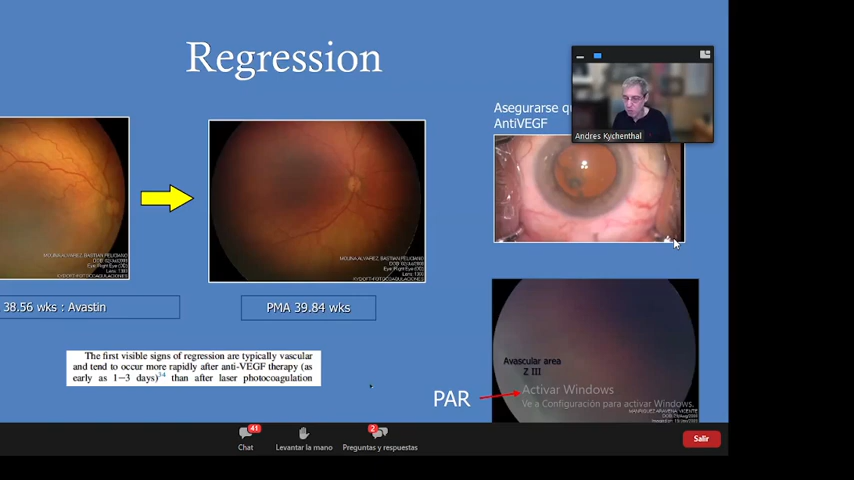 Regression
Asegurarse q
AntiVEGF
Andres Kychenthal
38.56 wks : Avastin
PMA 39.84 wks
The first visible signs of regression are typically vascular
and tend to occur more rapidly after anti-VEGF therapy (as
early as 1–3 days)34 than after laser photocoagulation
Avascular area
Z III
PAR
Activar Windows
Ve a Configuración para activar Windows.
41
Chat
Levantar la mano
2
Preguntas y respuestas
Salir